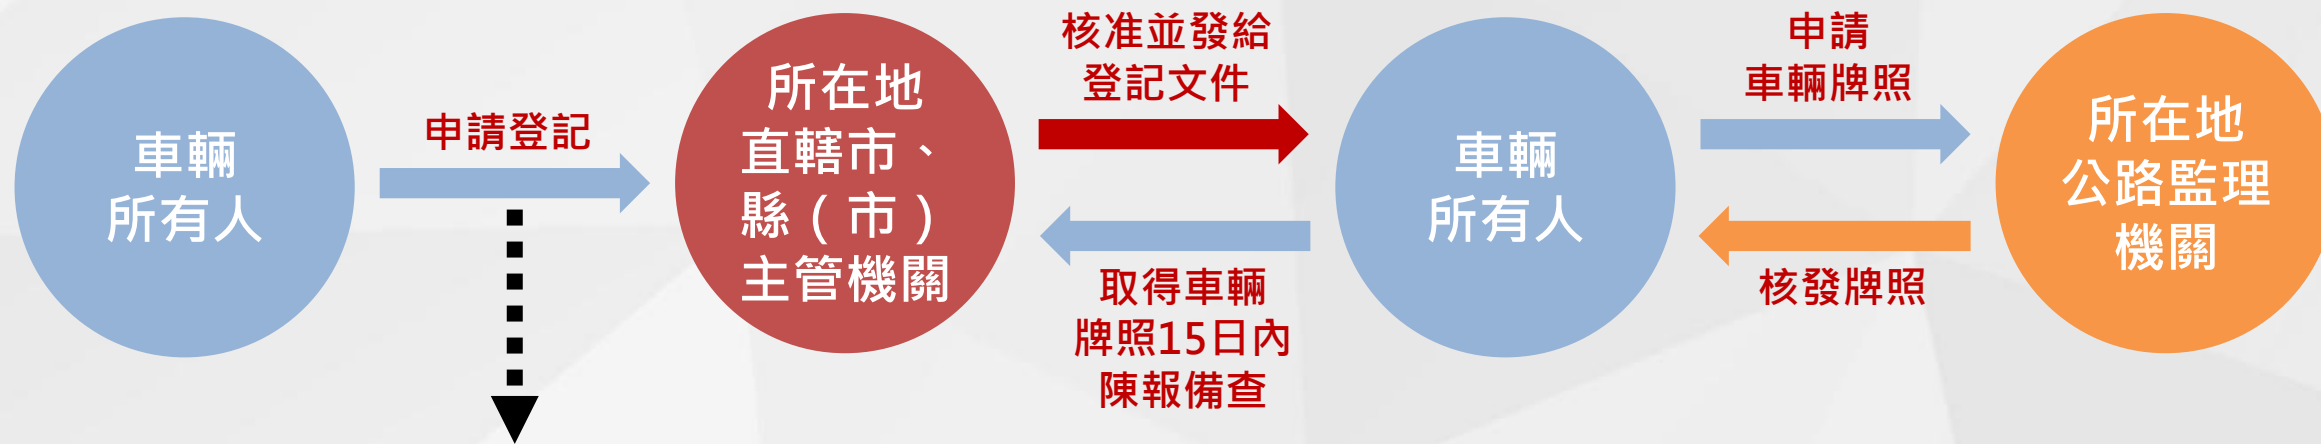 車輛
所有人
申請登記
所在地
直轄市、
縣（市）
主管機關
核准並發給
登記文件
取得車輛
牌照15日內
陳報備查
車輛
所有人
申請
車輛牌照
核發牌照
所在地
公路監理
機關